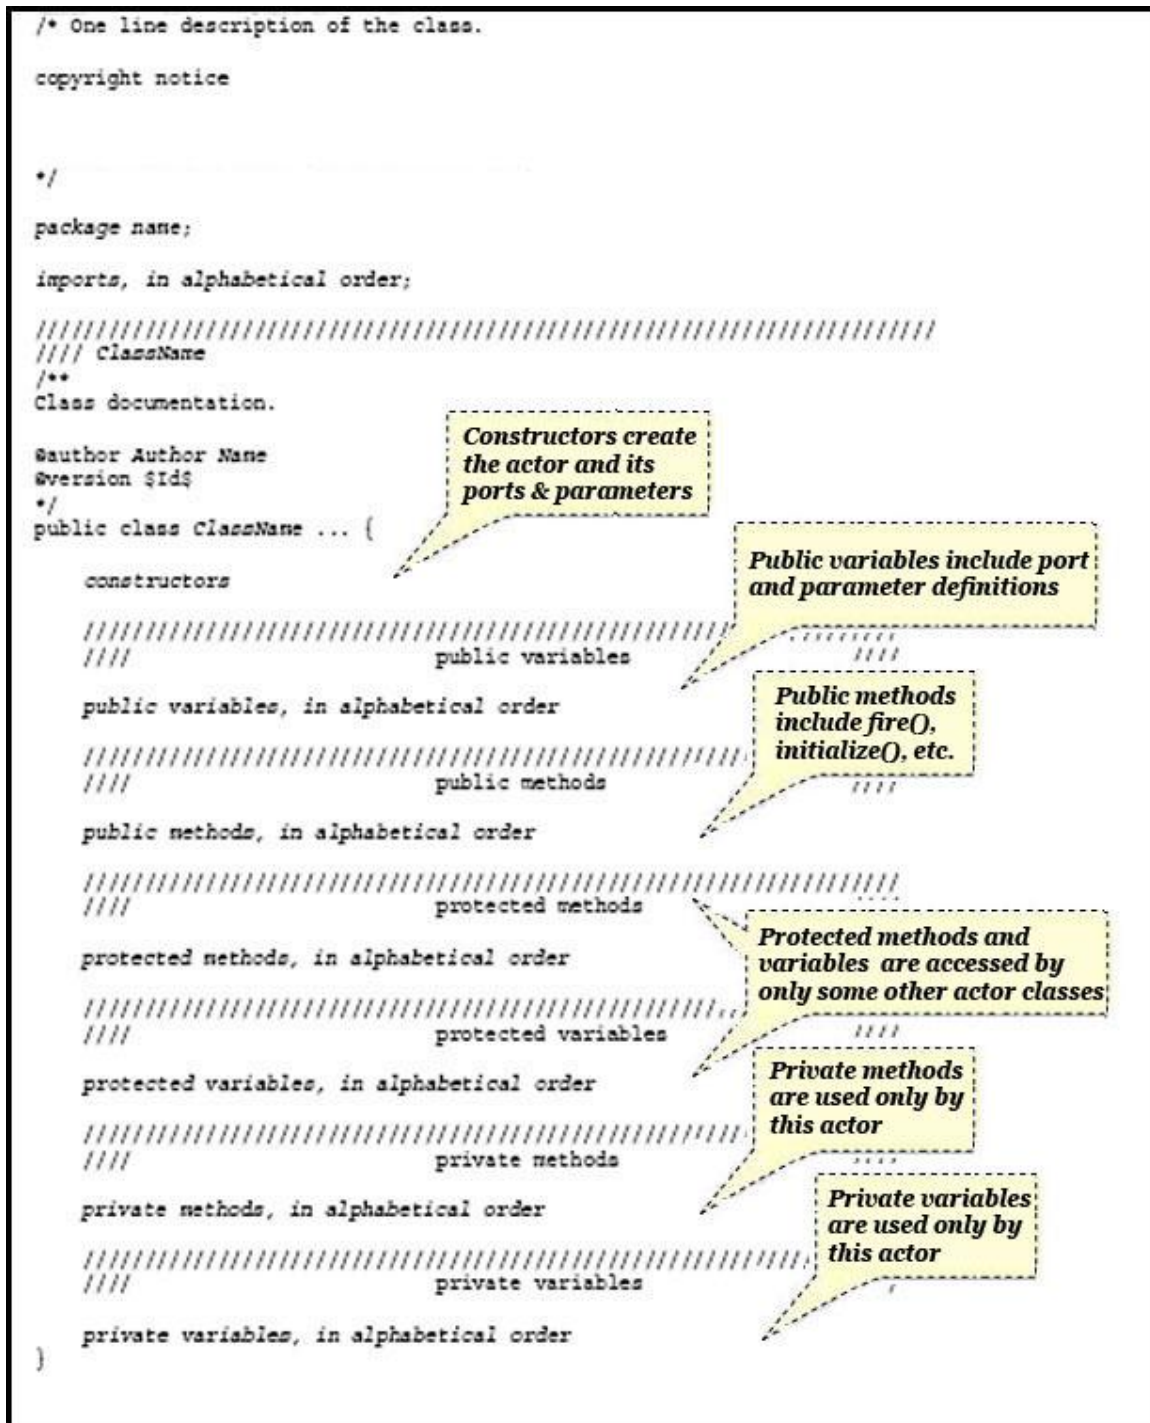 /* One line description of the class.
copyright notice
*/
package name;
imports, in alphabetical order;
//////////////////////////////////////////////////////////////////////////
//// ClassName
/**
Class documentation.
@author Author Name
@version $Id$
*/
public class ClassName ... {
Constructors create
the actor and its
ports & parameters
constructors
Public variables include port
and parameter definitions
///////////////////////////////////////////////////////////////////
//// public variables ////
public variables, in alphabetical order
Public methods
include fire(),
initialize(), etc.
///////////////////////////////////////////////////////////////////
//// public methods ////
public methods, in alphabetical order
///////////////////////////////////////////////////////////////////
//// protected methods ////
Protected methods and
variables are accessed by
only some other actor classes
protected methods, in alphabetical order
///////////////////////////////////////////////////////////////////
//// protected variables ////
protected variables, in alphabetical order
Private methods
are used only by
this actor
///////////////////////////////////////////////////////////////////
//// private methods ////
private methods, in alphabetical order
Private variables
are used only by
this actor
///////////////////////////////////////////////////////////////////
//// private variables
private variables, in alphabetical order
}